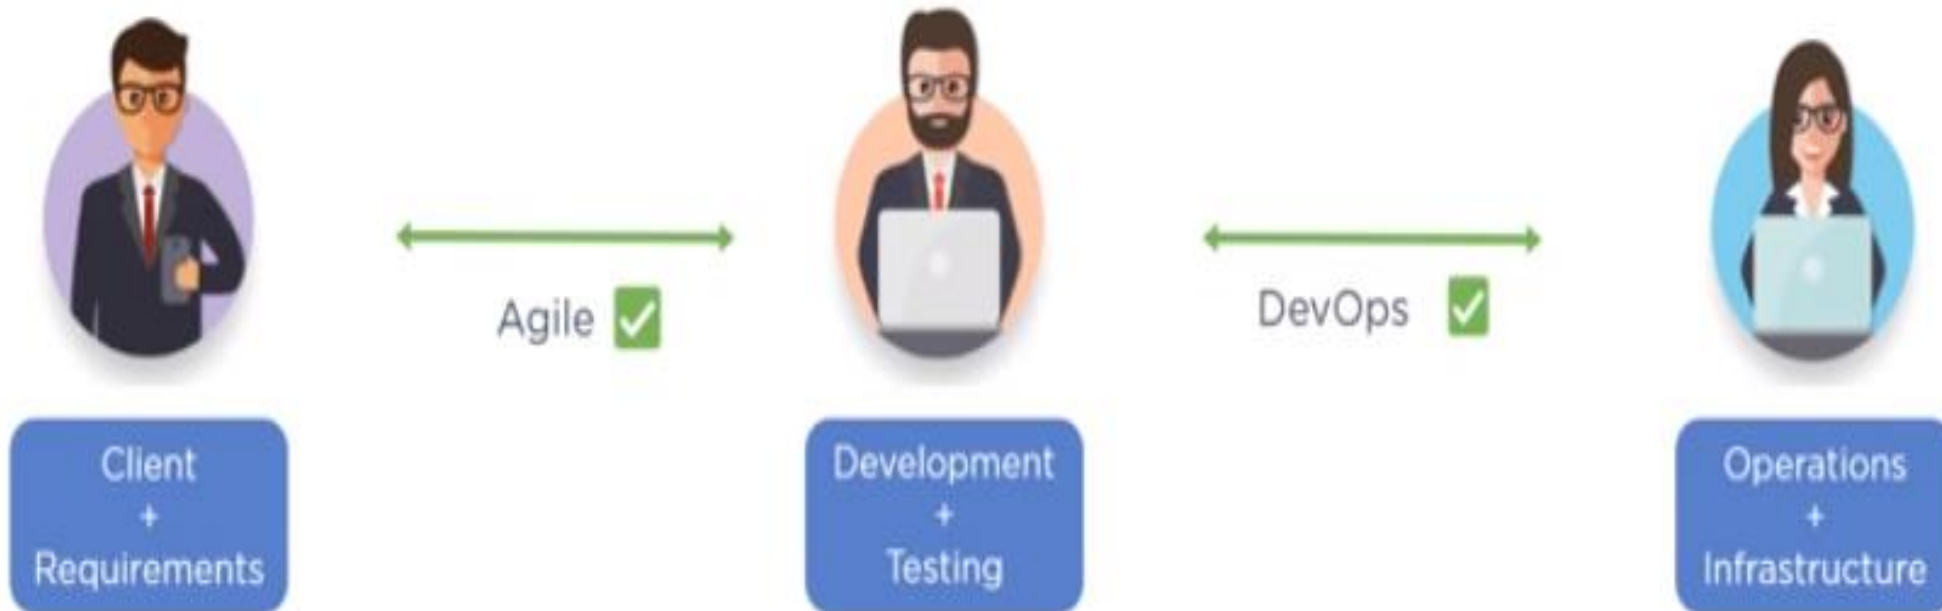 Agile
DevOps
Client
+
Requirements
Development
+
Testing
Operations
+
Infrastructure